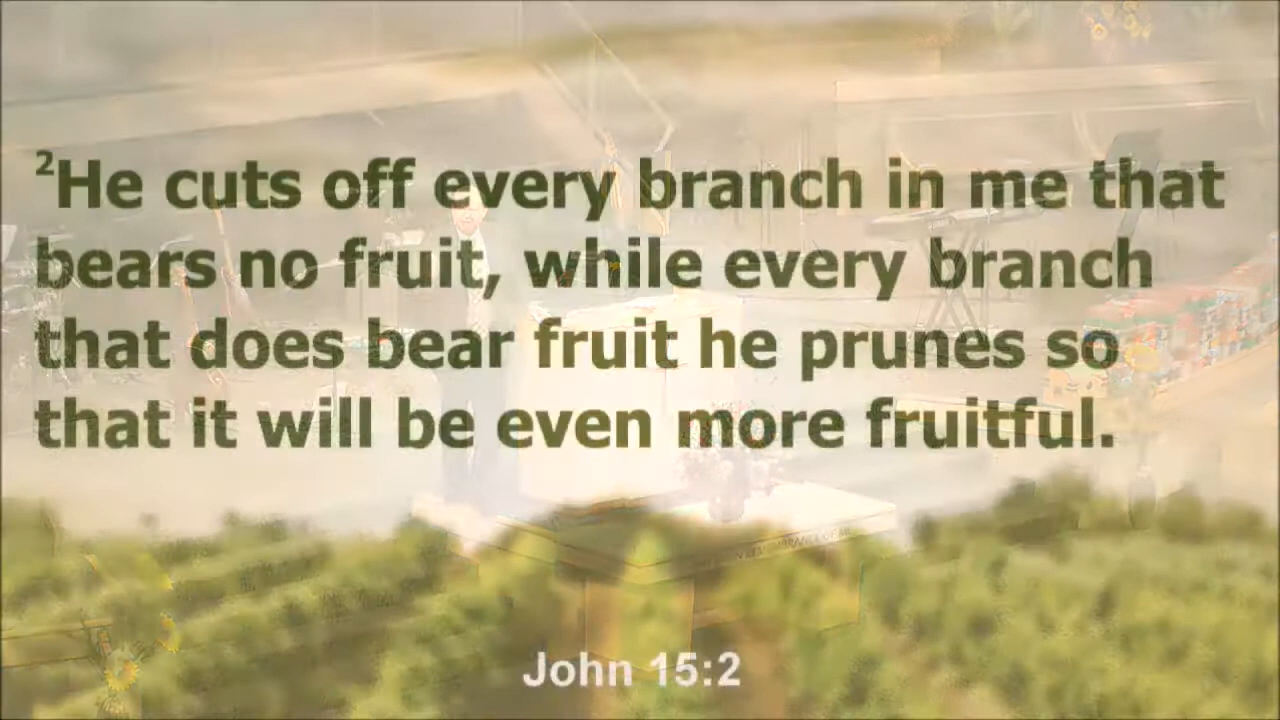 ²He cuts off every branch in me that
bears no fruit, while every branch
that does bear fruit he prunes so
that it will be even more fruitful.
John 15:2